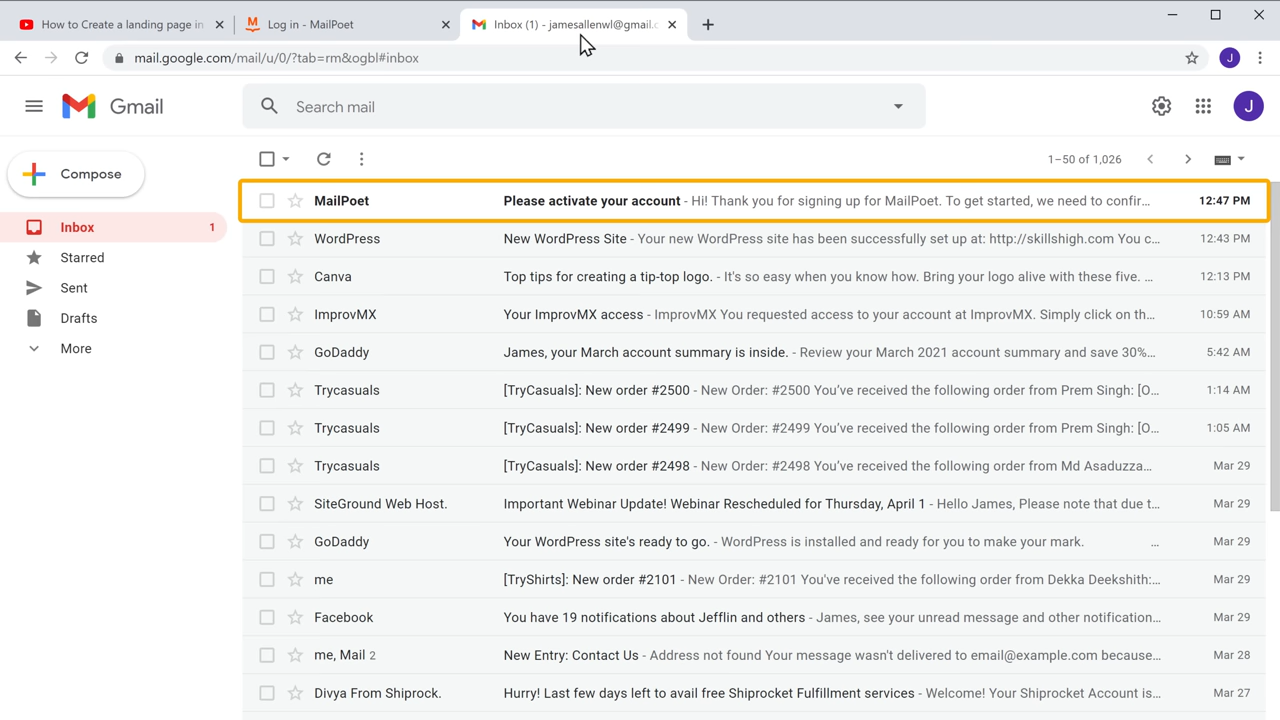 How to Create a landing page in
Log in - MailPoet
Inbox (1) - jamesallenwl@gmail.c
mail.google.com/mail/u/0/?tab=rm&ogbl#inbox
J
Gmail
Search mail
J
Compose
1–50 of 1,026
Inbox 1
Starred
Sent
Drafts
More
MailPoet Please activate your account - Hi! Thank you for signing up for MailPoet. To get started, we need to confir... 12:47 PM
WordPress New WordPress Site - Your new WordPress site has been successfully set up at: http://skillshigh.com You c... 12:43 PM
Canva Top tips for creating a tip-top logo. - It's so easy when you know how. Bring your logo alive with these five. ... 12:13 PM
ImprovMX Your ImprovMX access - ImprovMX You requested access to your account at ImprovMX. Simply click on th... 10:59 AM
GoDaddy James, your March account summary is inside. - Review your March 2021 account summary and save 30%... 5:42 AM
Trycasuals [TryCasuals]: New order #2500 - New Order: #2500 You've received the following order from Prem Singh: [O... 1:14 AM
Trycasuals [TryCasuals]: New order #2499 - New Order: #2499 You've received the following order from Prem Singh: [O... 1:05 AM
Trycasuals [TryCasuals]: New order #2498 - New Order: #2498 You've received the following order from Md Asaduzza... Mar 29
SiteGround Web Host. Important Webinar Update! Webinar Rescheduled for Thursday, April 1 - Hello James, Please note that due t... Mar 29
GoDaddy Your WordPress site's ready to go. - WordPress is installed and ready for you to make your mark. ... Mar 29
me [TryShirts]: New order #2101 - New Order: #2101 You've received the following order from Dekka Deekshith:... Mar 29
Facebook You have 19 notifications about Jefflin and others - James, see your unread message and other notification... Mar 29
me, Mail 2 New Entry: Contact Us - Address not found Your message wasn't delivered to email@example.com because... Mar 28
Divya From Shiprock. Hurry! Last few days left to avail free Shiprocket Fulfillment services - Welcome! Your Shiprocket Account is... Mar 27